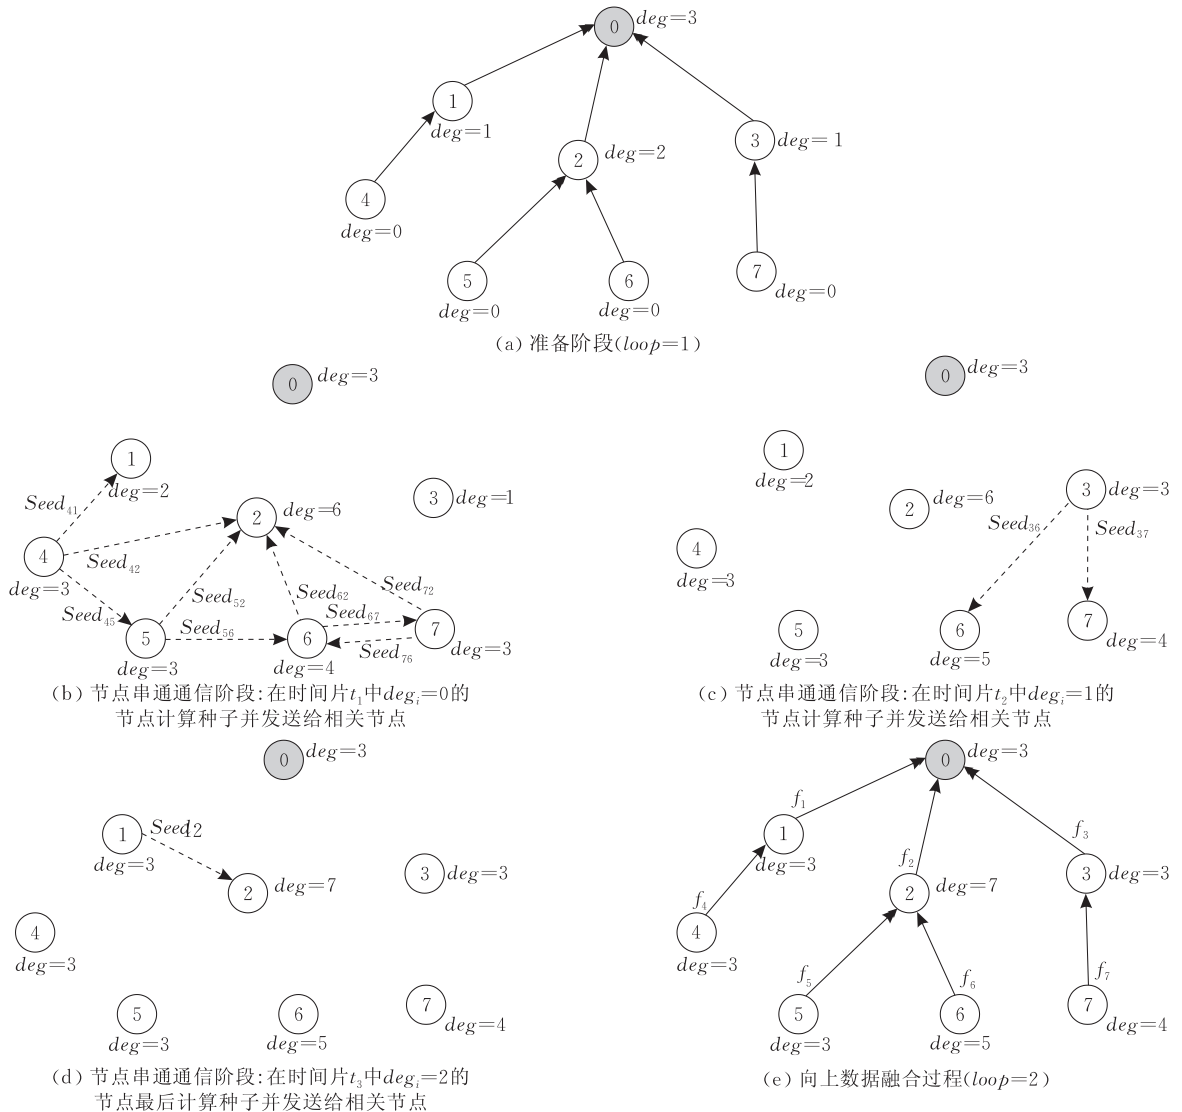 0 deg=3
1
deg=1
2 deg=2
3 deg=1
4
deg=0
5
deg=0
6
deg=0
7
deg=0
(a) 准备阶段(loop=1)
0 deg=3
1
deg=2
Seed₄₁
2 deg=6
3 deg=1
4
deg=3
Seed₄₂
Seed₄₅
Seed₅₂
Seed₆₂
Seed₇₂
Seed₆₇
Seed₅₆
Seed₇₆
5
deg=3
6
deg=4
7
deg=3
(b) 节点串通通信阶段:在时间片t₁中degᵢ=0的
节点计算种子并发送给相关节点
0 deg=3
1
deg=2
2 deg=6
3 deg=3
Seed₃₆
Seed₃₇
4
deg=3
5
deg=3
6
deg=5
7
deg=4
(c) 节点串通通信阶段:在时间片t₂中degᵢ=1的
节点计算种子并发送给相关节点
0 deg=3
1 Seed12
deg=3
2 deg=7
3 deg=3
4
deg=3
5
deg=3
6
deg=5
7
deg=4
(d) 节点串通通信阶段:在时间片t₃中degᵢ=2的
节点最后计算种子并发送给相关节点
0 deg=3
f₁
1
deg=3
f₂
2 deg=7
f₃
3 deg=3
f₄
4
deg=3
f₅
5
deg=3
f₆
6
deg=5
f₇
7
deg=4
(e) 向上数据融合过程(loop=2)